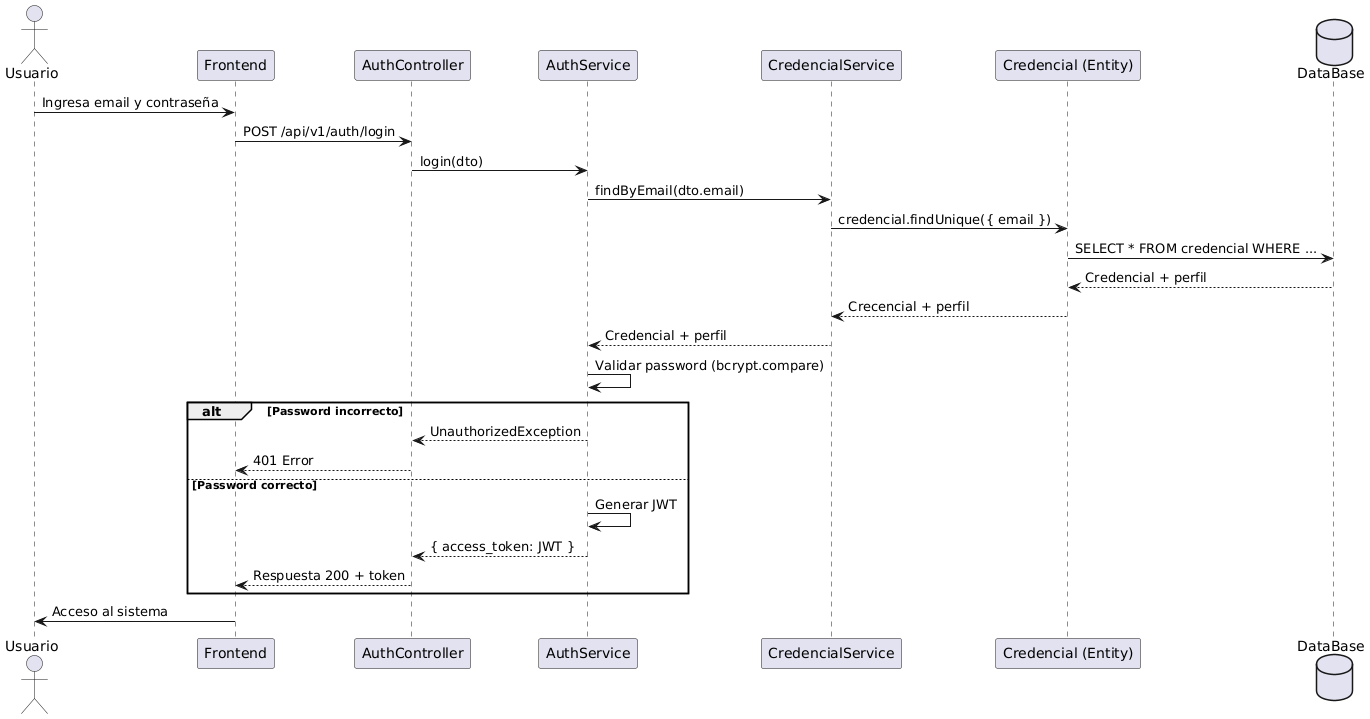 Usuario
Frontend
AuthController
AuthService
CredencialService
Credencial (Entity)
DataBase
Ingresa email y contraseña
POST /api/v1/auth/login
login(dto)
findByEmail(dto.email)
credencial.findUnique({ email })
SELECT * FROM credencial WHERE ...
Credencial + perfil
Crecencial + perfil
Credencial + perfil
Validar password (bcrypt.compare)
alt [Password incorrecto]
UnauthorizedException
401 Error
[Password correcto]
Generar JWT
{ access_token: JWT }
Respuesta 200 + token
Acceso al sistema
Usuario
Frontend
AuthController
AuthService
CredencialService
Credencial (Entity)
DataBase